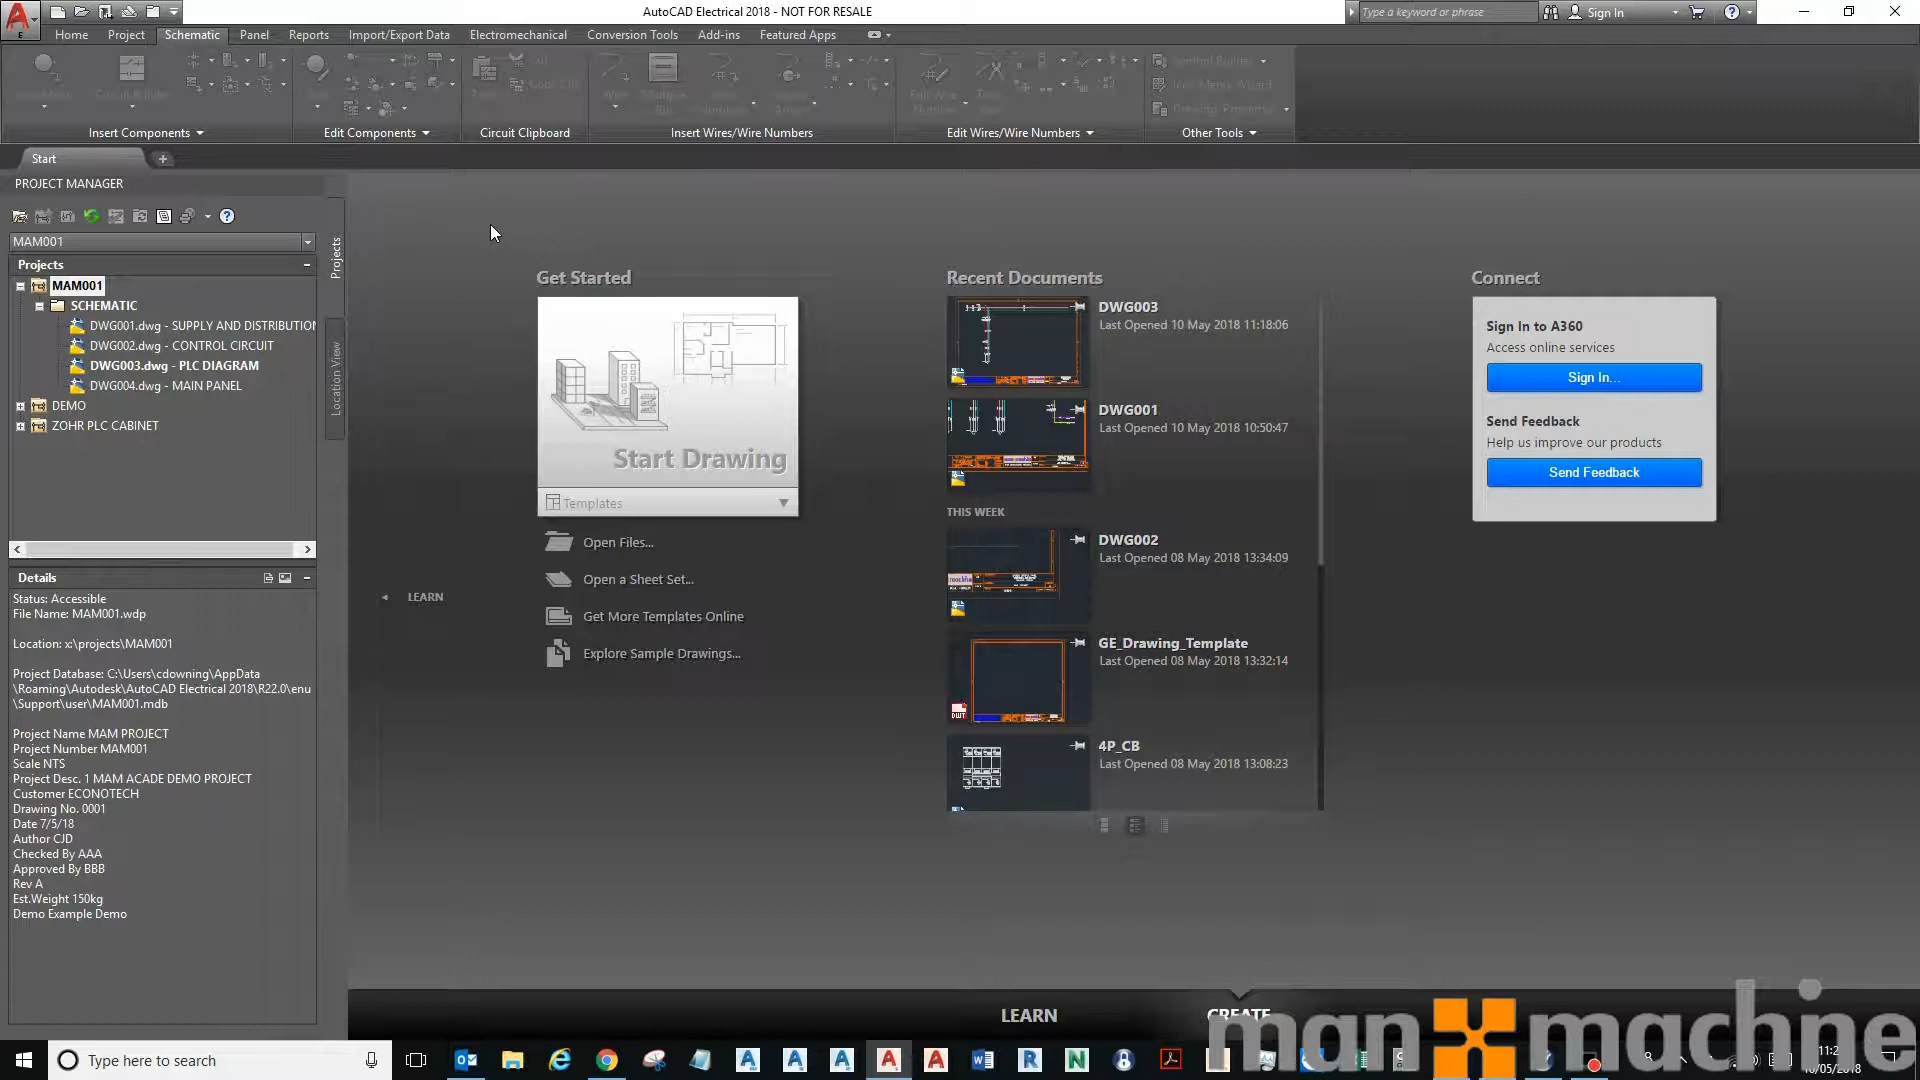 AutoCAD Electrical 2018 - NOT FOR RESALE
Type a keyword or phrase
Sign In
Home Project Schematic Panel Reports Import/Export Data Electromechanical Conversion Tools Add-ins Featured Apps
Insert Components
Edit Components
Circuit Clipboard
Insert Wires/Wire Numbers
Edit Wires/Wire Numbers
Other Tools
Start
PROJECT MANAGER
MAM001
Projects
MAM001
SCHEMATIC
DWG001.dwg - SUPPLY AND DISTRIBUTION
DWG002.dwg - CONTROL CIRCUIT
DWG003.dwg - PLC DIAGRAM
DWG004.dwg - MAIN PANEL
DEMO
ZOHR PLC CABINET
Projects
Location View
Details
Status: Accessible
File Name: MAM001.wdp
Location: x:\projects\MAM001
Project Database: C:\Users\cdowning\AppData
\Roaming\Autodesk\AutoCAD Electrical 2018\R22.0\enu
\Support\user\MAM001.mdb
Project Name MAM PROJECT
Project Number MAM001
Scale NTS
Project Desc. 1 MAM ACADE DEMO PROJECT
Customer ECONOTECH
Drawing No. 0001
Date 7/5/18
Author CJD
Checked By AAA
Approved By BBB
Rev A
Est.Weight 150kg
Demo Example Demo
LEARN
Get Started
Start Drawing
Templates
Open Files...
Open a Sheet Set...
Get More Templates Online
Explore Sample Drawings...
Recent Documents
DWG003
Last Opened 10 May 2018 11:18:06
DWG001
Last Opened 10 May 2018 10:50:47
THIS WEEK
DWG002
Last Opened 08 May 2018 13:34:09
GE_Drawing_Template
Last Opened 08 May 2018 13:32:14
DWT
4P_CB
Last Opened 08 May 2018 13:08:23
Connect
Sign In to A360
Access online services
Sign In...
Send Feedback
Help us improve our products
Send Feedback
LEARN
CREATE
man machine
Type here to search